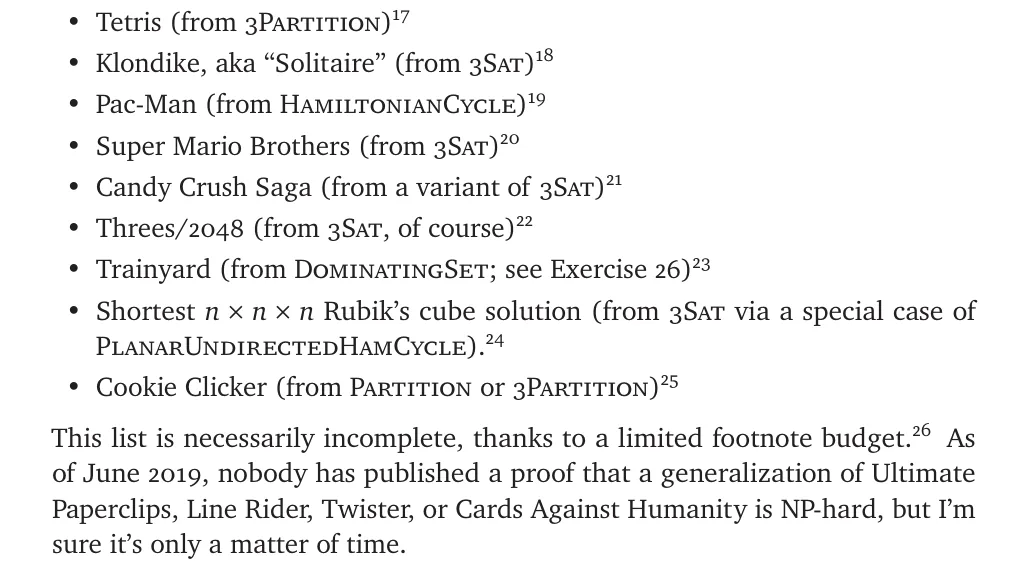 • Tetris (from 3Partition)¹⁷
• Klondike, aka “Solitaire” (from 3Sat)¹⁸
• Pac-Man (from HamiltonianCycle)¹⁹
• Super Mario Brothers (from 3Sat)²⁰
• Candy Crush Saga (from a variant of 3Sat)²¹
• Threes/2048 (from 3Sat, of course)²²
• Trainyard (from DominatingSet; see Exercise 26)²³
• Shortest n × n × n Rubik’s cube solution (from 3Sat via a special case of
PlanarUndirectedHamCycle).²⁴
• Cookie Clicker (from Partition or 3Partition)²⁵
This list is necessarily incomplete, thanks to a limited footnote budget.²⁶ As
of June 2019, nobody has published a proof that a generalization of Ultimate
Paperclips, Line Rider, Twister, or Cards Against Humanity is NP-hard, but I’m
sure it’s only a matter of time.